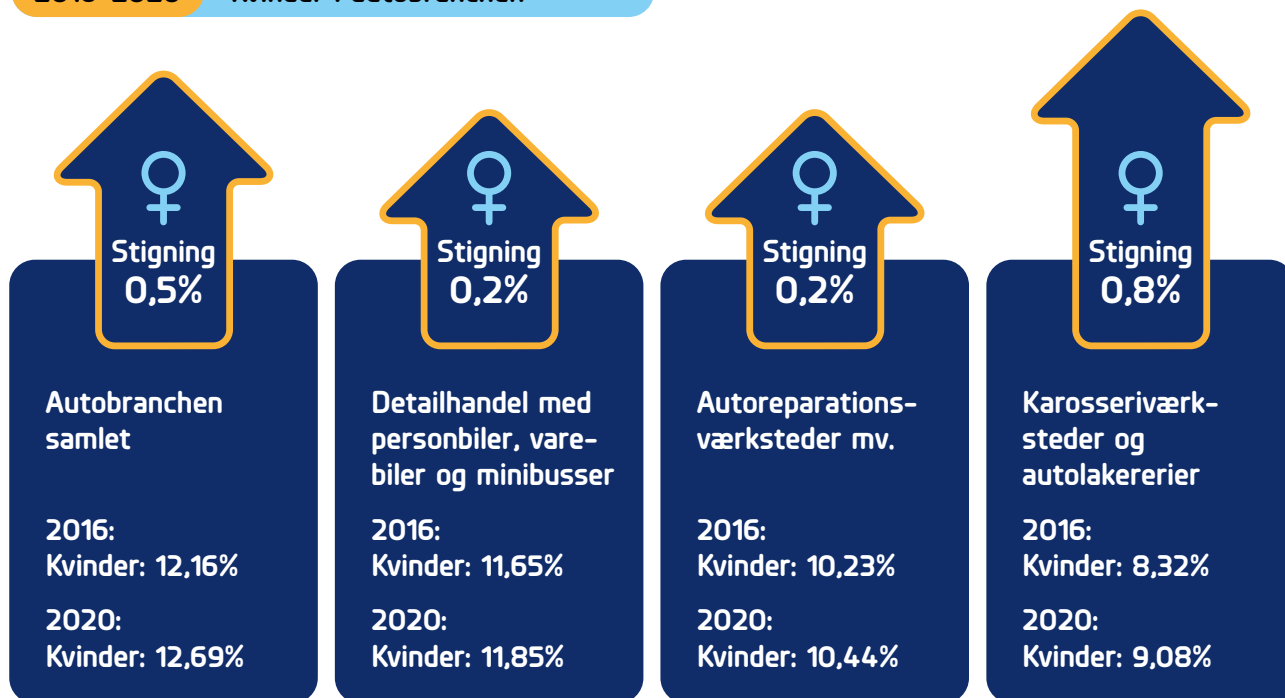 Stigning
0,5%
Autobranchen
samlet
2016:
Kvinder: 12,16%
2020:
Kvinder: 12,69%
Stigning
0,2%
Detailhandel med
personbiler, vare-
biler og minibusser
2016:
Kvinder: 11,65%
2020:
Kvinder: 11,85%
Stigning
0,2%
Autoreparations-
værksteder mv.
2016:
Kvinder: 10,23%
2020:
Kvinder: 10,44%
Stigning
0,8%
Karosseriværk-
steder og
autolakererier
2016:
Kvinder: 8,32%
2020:
Kvinder: 9,08%